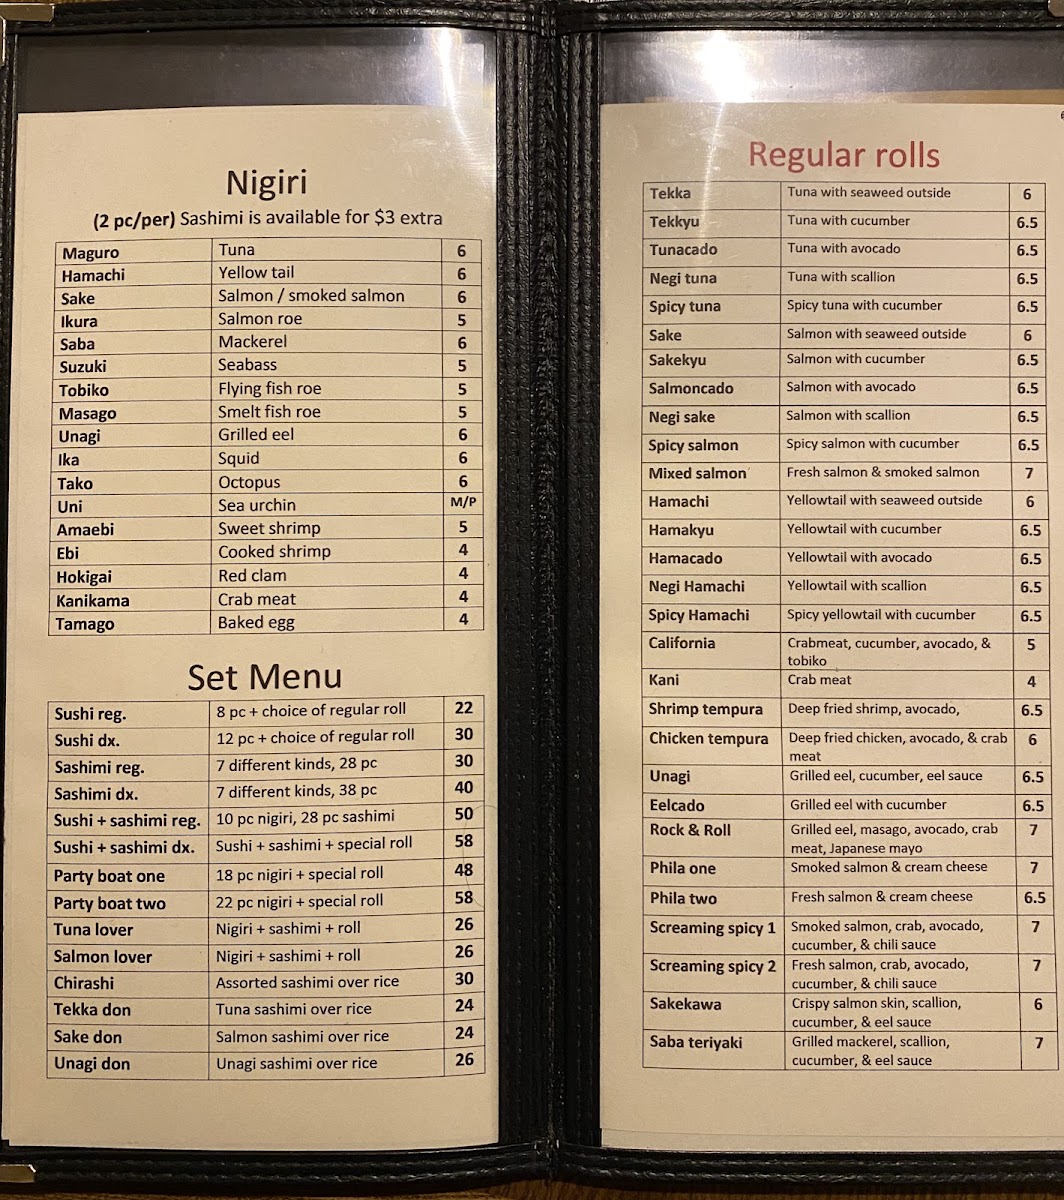 Nigiri
(2 pc/per) Sashimi is available for $3 extra
Maguro Tuna 6
Hamachi Yellow tail 6
Sake Salmon / smoked salmon 6
Ikura Salmon roe 5
Saba Mackerel 6
Suzuki Seabass 5
Tobiko Flying fish roe 5
Masago Smelt fish roe 5
Unagi Grilled eel 6
Ika Squid 6
Tako Octopus 6
Uni Sea urchin M/P
Amaebi Sweet shrimp 5
Ebi Cooked shrimp 4
Hokigai Red clam 4
Kanikama Crab meat 4
Tamago Baked egg 4
Set Menu
Sushi reg. 8 pc + choice of regular roll 22
Sushi dx. 12 pc + choice of regular roll 30
Sashimi reg. 7 different kinds, 28 pc 30
Sashimi dx. 7 different kinds, 38 pc 40
Sushi + sashimi reg. 10 pc nigiri, 28 pc sashimi 50
Sushi + sashimi dx. Sushi + sashimi + special roll 58
Party boat one 18 pc nigiri + special roll 48
Party boat two 22 pc nigiri + special roll 58
Tuna lover Nigiri + sashimi + roll 26
Salmon lover Nigiri + sashimi + roll 26
Chirashi Assorted sashimi over rice 30
Tekka don Tuna sashimi over rice 24
Sake don Salmon sashimi over rice 24
Unagi don Unagi sashimi over rice 26
Regular rolls
Tekka Tuna with seaweed outside 6
Tekkyu Tuna with cucumber 6.5
Tunacado Tuna with avocado 6.5
Negi tuna Tuna with scallion 6.5
Spicy tuna Spicy tuna with cucumber 6.5
Sake Salmon with seaweed outside 6
Sakekyu Salmon with cucumber 6.5
Salmoncado Salmon with avocado 6.5
Negi sake Salmon with scallion 6.5
Spicy salmon Spicy salmon with cucumber 6.5
Mixed salmon Fresh salmon & smoked salmon 7
Hamachi Yellowtail with seaweed outside 6
Hamakyu Yellowtail with cucumber 6.5
Hamacado Yellowtail with avocado 6.5
Negi Hamachi Yellowtail with scallion 6.5
Spicy Hamachi Spicy yellowtail with cucumber 6.5
California Crabmeat, cucumber, avocado, & 5
tobiko
Kani Crab meat 4
Shrimp tempura Deep fried shrimp, avocado, 6.5
Chicken tempura Deep fried chicken, avocado, & crab 6
meat
Unagi Grilled eel, cucumber, eel sauce 6.5
Eelcado Grilled eel with cucumber 6.5
Rock & Roll Grilled eel, masago, avocado, crab 7
meat, Japanese mayo
Phila one Smoked salmon & cream cheese 7
Phila two Fresh salmon & cream cheese 6.5
Screaming spicy 1 Smoked salmon, crab, avocado, 7
cucumber, & chili sauce
Screaming spicy 2 Fresh salmon, crab, avocado, 7
cucumber, & chili sauce
Sakekawa Crispy salmon skin, scallion, 6
cucumber, & eel sauce
Saba teriyaki Grilled mackerel, scallion, 7
cucumber, & eel sauce